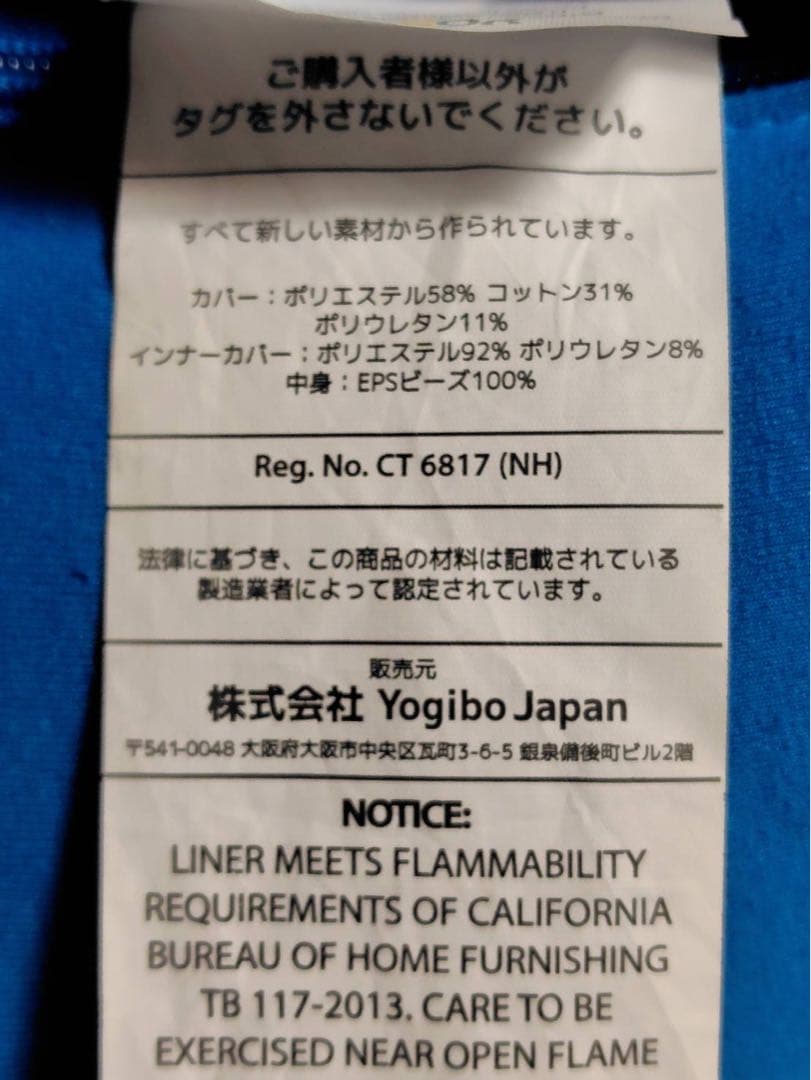 ご購入者様以外が
タグを外さないでください。
すべて新しい素材から作られています。
カバー：ポリエステル58% コットン31%
ポリウレタン11%
インナーカバー：ポリエステル92% ポリウレタン8%
中身：EPSビーズ100%
Reg. No. CT 6817 (NH)
法律に基づき、この商品の材料は記載されている
製造業者によって認定されています。
販売元
株式会社 Yogibo Japan
〒541-0048 大阪府大阪市中央区瓦町3-6-5 銀泉備後町ビル2階
NOTICE:
LINER MEETS FLAMMABILITY
REQUIREMENTS OF CALIFORNIA
BUREAU OF HOME FURNISHING
TB 117-2013. CARE TO BE
EXERCISED NEAR OPEN FLAME